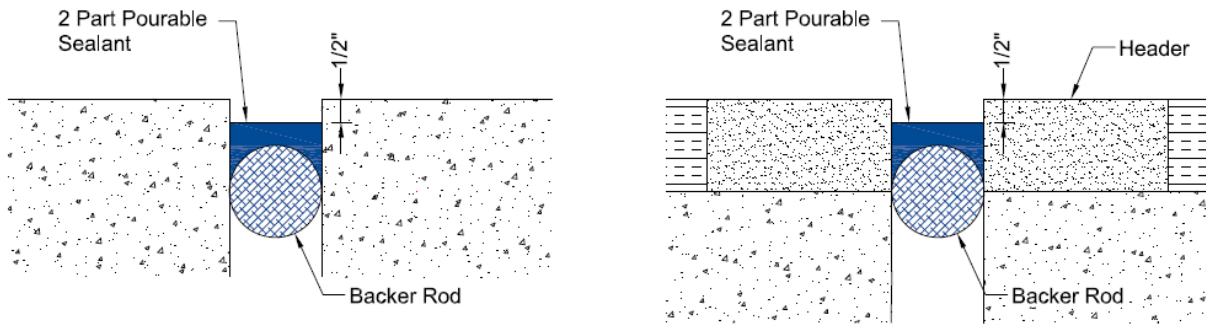 2 Part Pourable
Sealant
1/2"
Backer Rod
2 Part Pourable
Sealant
1/2"
Header
Backer Rod